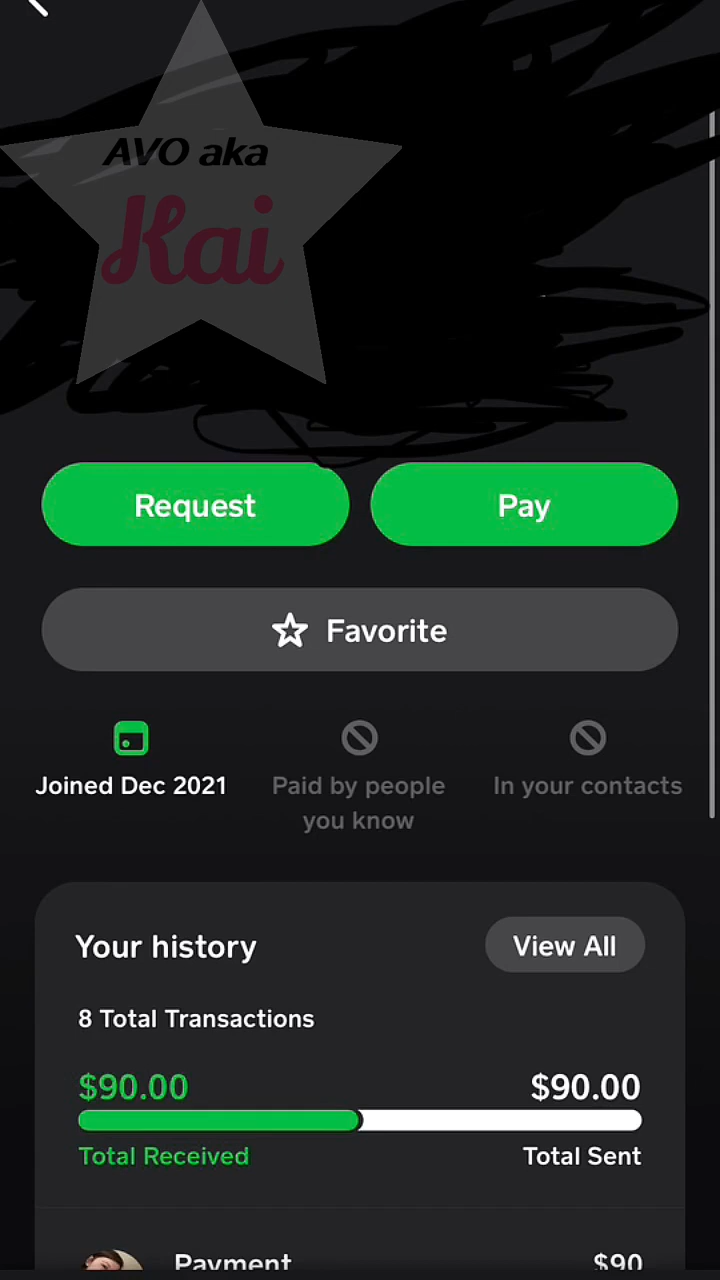 AVO aka
Kai
Request
Pay
Favorite
Joined Dec 2021
Paid by people
you know
In your contacts
Your history
View All
8 Total Transactions
$90.00
$90.00
Total Received
Total Sent
Payment
$90